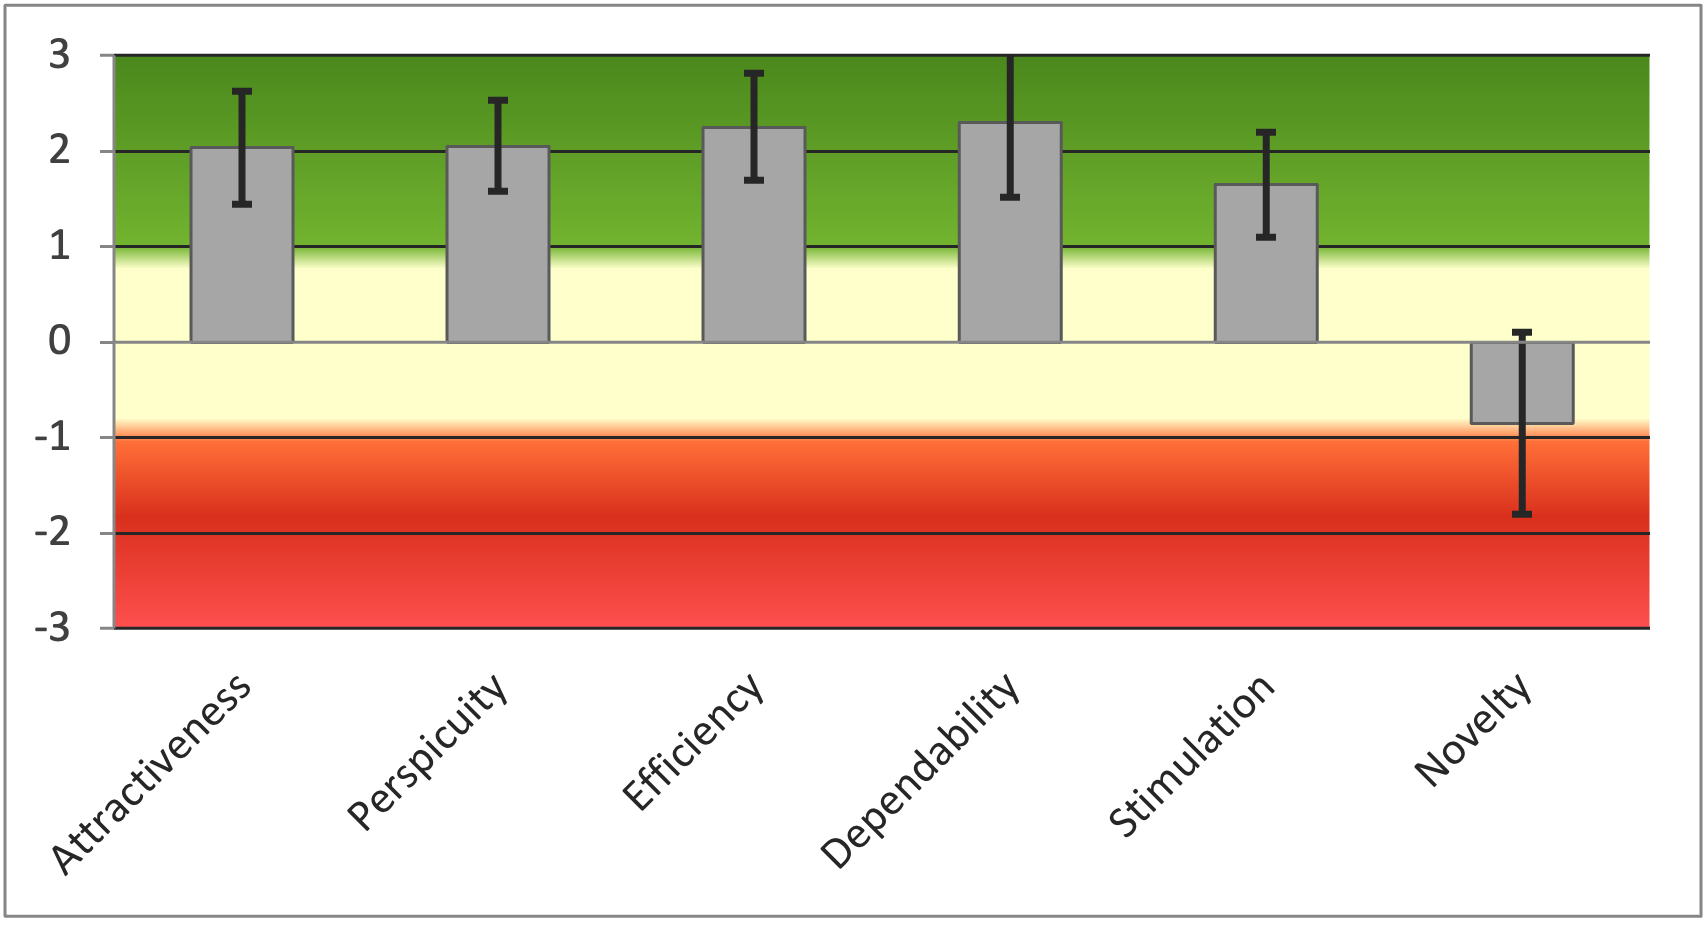 3
2
1
0
-1
-2
-3
Attractiveness
Perspicuity
Efficiency
Dependability
Stimulation
Novelty